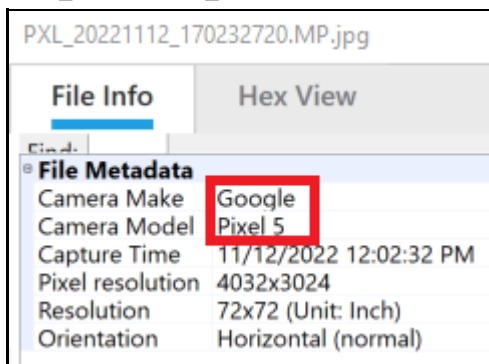 PXL_20221112_170232720.MP.jpg
File Info Hex View
Find:
File Metadata
Camera Make Google
Camera Model Pixel 5
Capture Time 11/12/2022 12:02:32 PM
Pixel resolution 4032x3024
Resolution 72x72 (Unit: Inch)
Orientation Horizontal (normal)